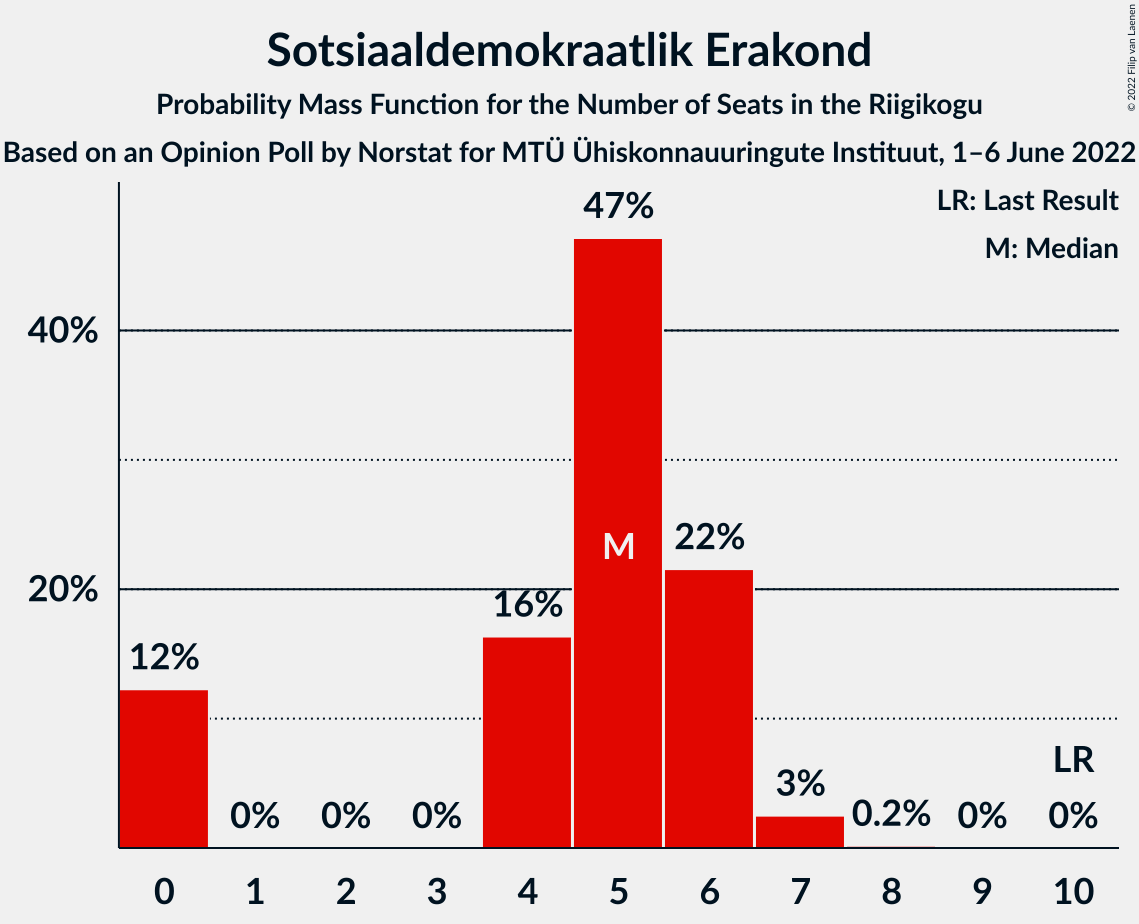 Sotsiaaldemokraatlik Erakond
Probability Mass Function for the Number of Seats in the Riigikogu
Based on an Opinion Poll by Norstat for MTÜ Ühiskonnauuringute Instituut, 1–6 June 2022
© 2022 Filip van Laenen
LR: Last Result
M: Median
47%
40%
M
22%
20%
16%
12%
LR
3%
0% 0% 0% 0.2% 0% 0%
0 1 2 3 4 5 6 7 8 9 10